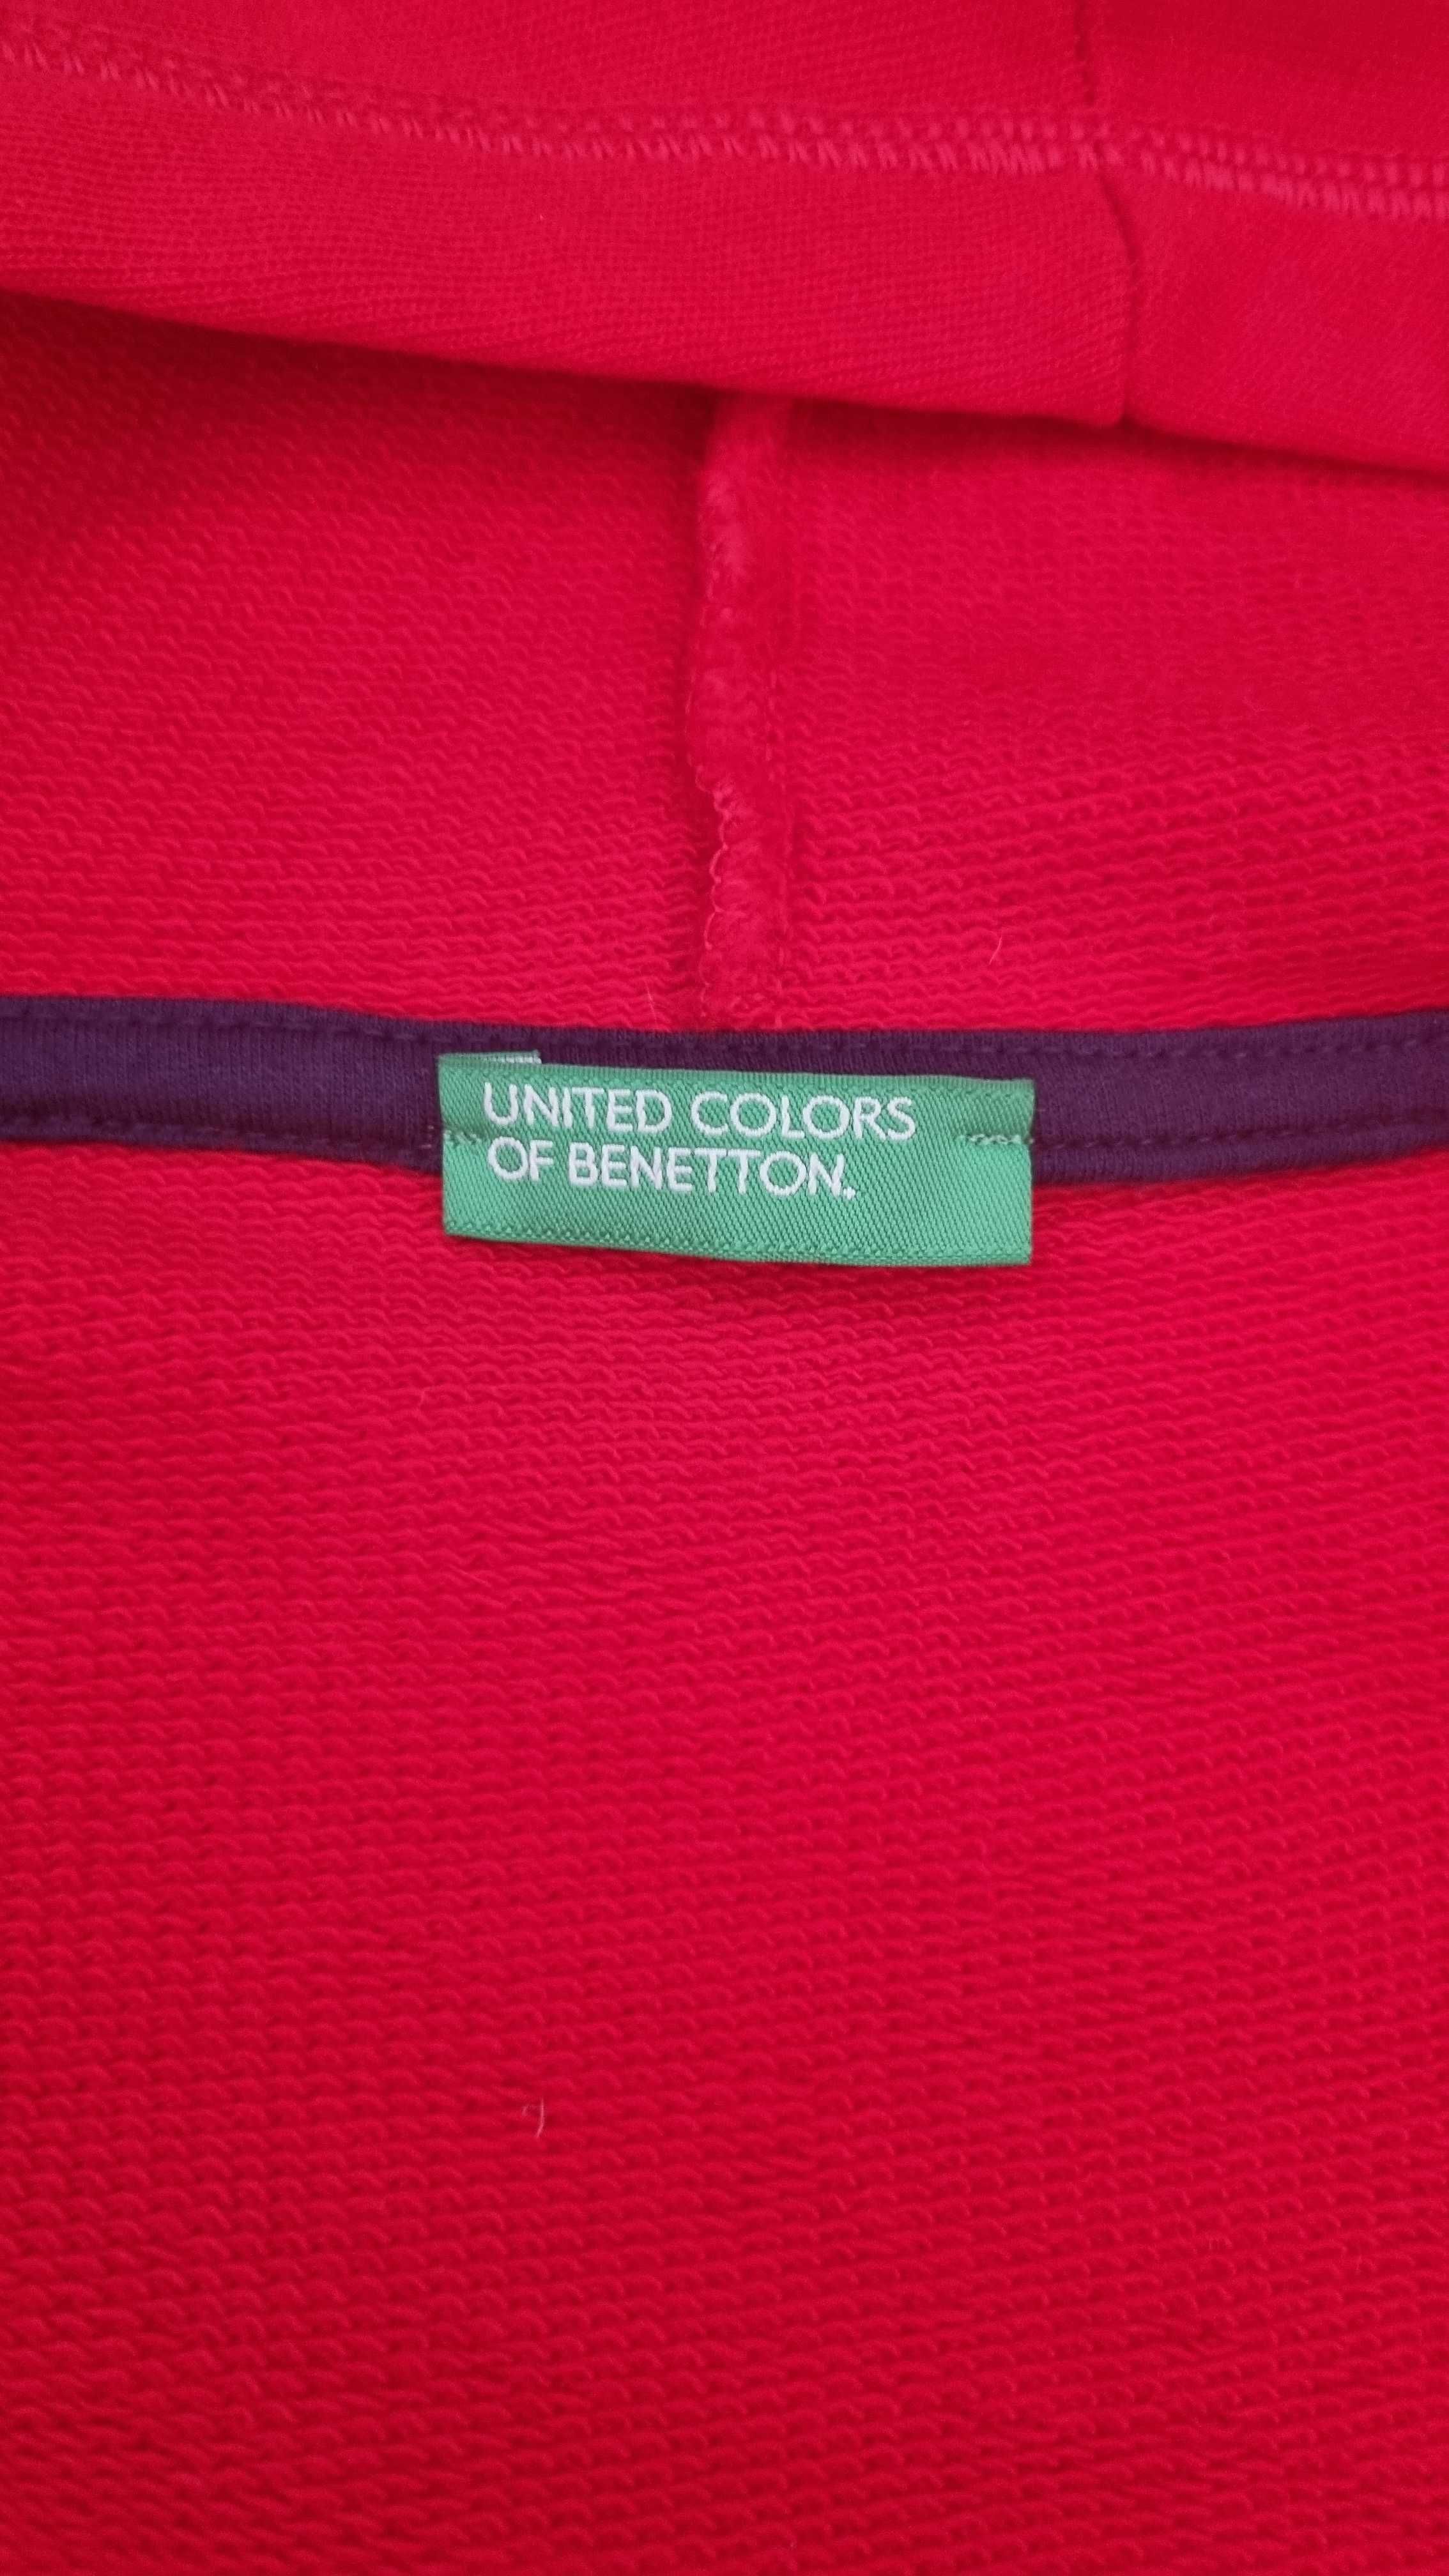 UNITED COLORS
OF BENETTON.